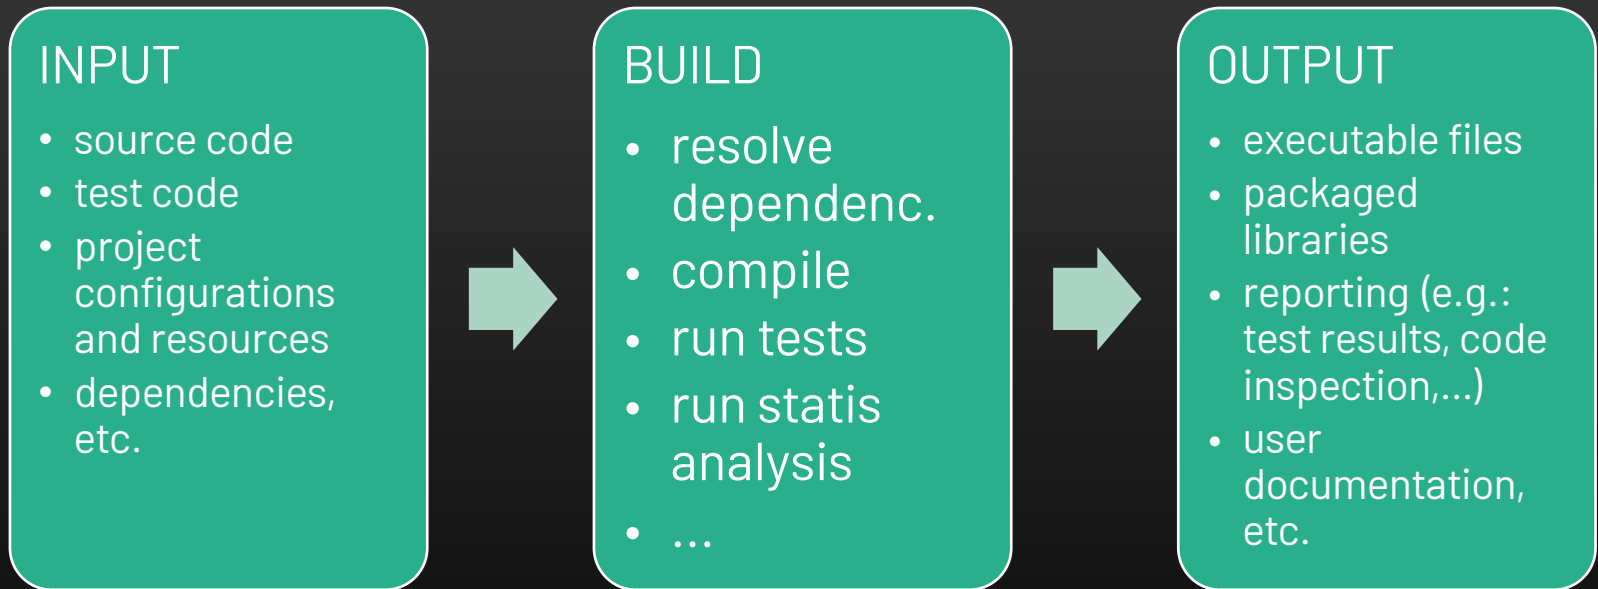 INPUT
• source code
• test code
• project
configurations
and resources
• dependencies,
etc.
BUILD
• resolve
dependenc.
• compile
• run tests
• run statis
analysis
• ...
OUTPUT
• executable files
• packaged
libraries
• reporting (e.g.:
test results, code
inspection,...)
• user
documentation,
etc.